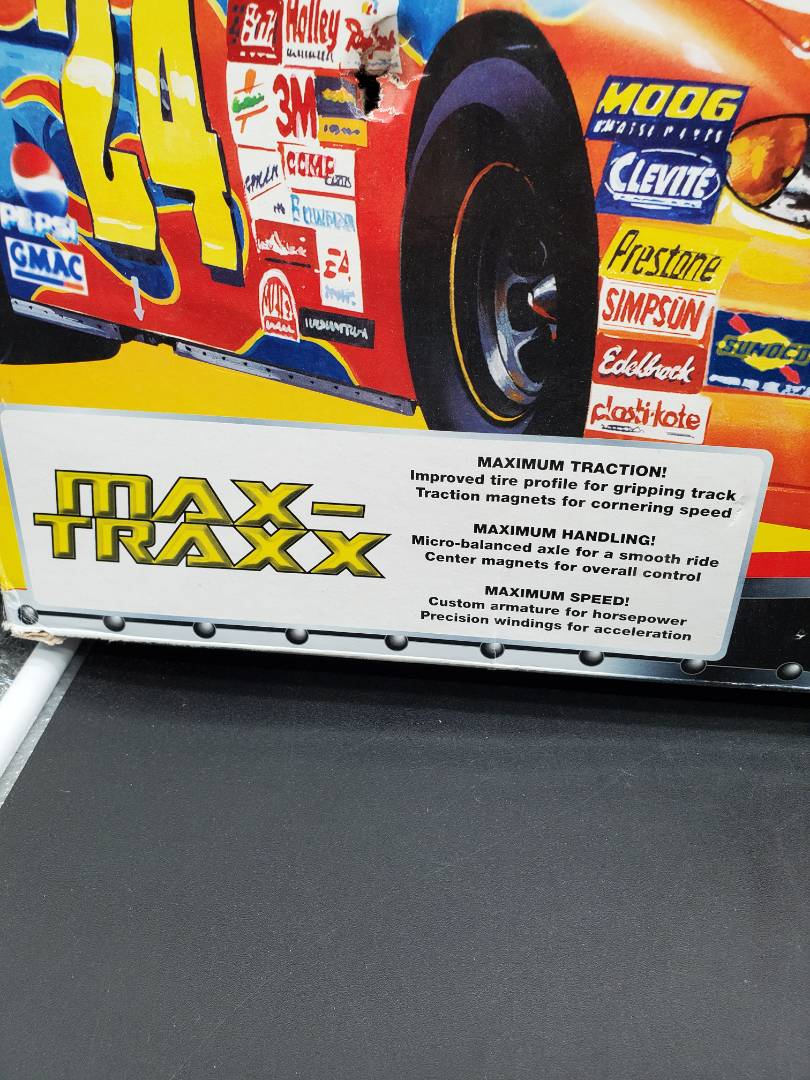 24
Holley
3M
MOOG
CLEVITE
COMP
PEPSI
GMAC
Prestone
SIMPSON
SUNOCO
Edelbrock
plasti-kote
MAX-
TRAXX
MAXIMUM TRACTION!
Improved tire profile for gripping track
Traction magnets for cornering speed
MAXIMUM HANDLING!
Micro-balanced axle for a smooth ride
Center magnets for overall control
MAXIMUM SPEED!
Custom armature for horsepower
Precision windings for acceleration